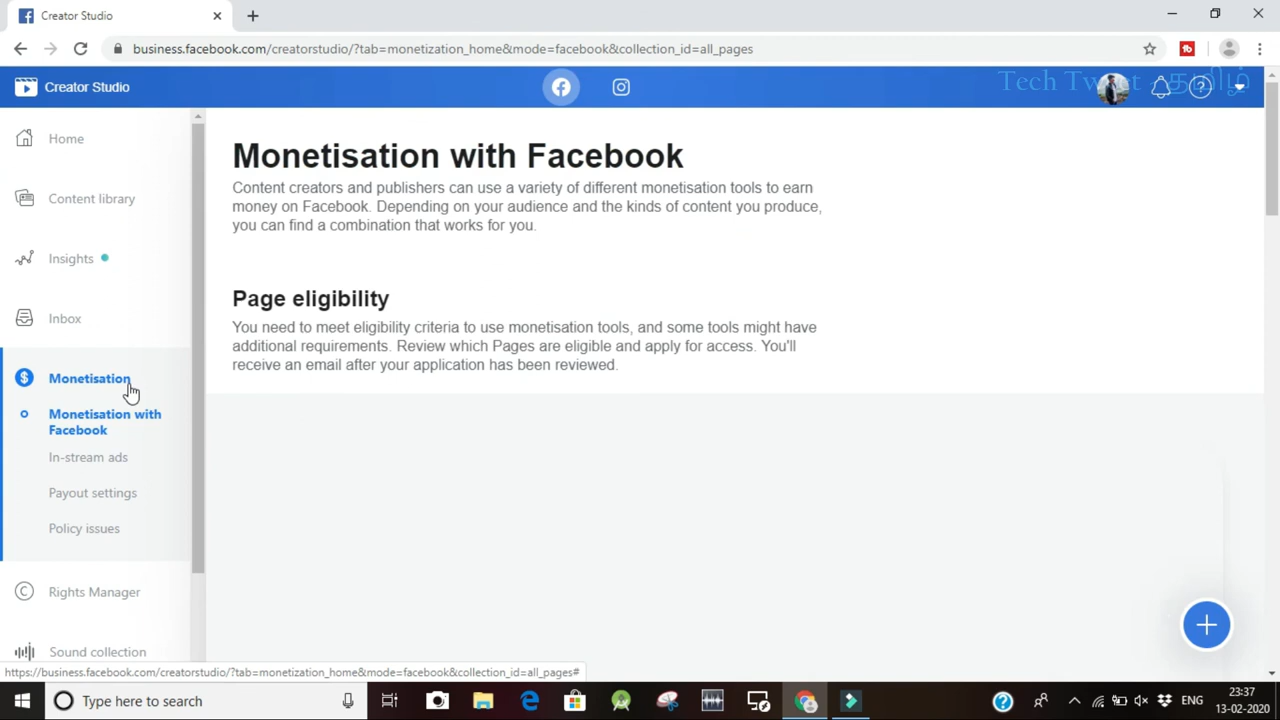 Creator Studio
business.facebook.com/creatorstudio/?tab=monetization_home&mode=facebook&collection_id=all_pages
Creator Studio
Tech Twist தமிழ்
Home
Content library
Insights
Inbox
Monetisation
Monetisation with
Facebook
In-stream ads
Payout settings
Policy issues
Rights Manager
Sound collection
Monetisation with Facebook
Content creators and publishers can use a variety of different monetisation tools to earn
money on Facebook. Depending on your audience and the kinds of content you produce,
you can find a combination that works for you.
Page eligibility
You need to meet eligibility criteria to use monetisation tools, and some tools might have
additional requirements. Review which Pages are eligible and apply for access. You'll
receive an email after your application has been reviewed.
https://business.facebook.com/creatorstudio/?tab=monetization_home&mode=facebook&collection_id=all_pages#
Type here to search
ENG
23:37
13-02-2020